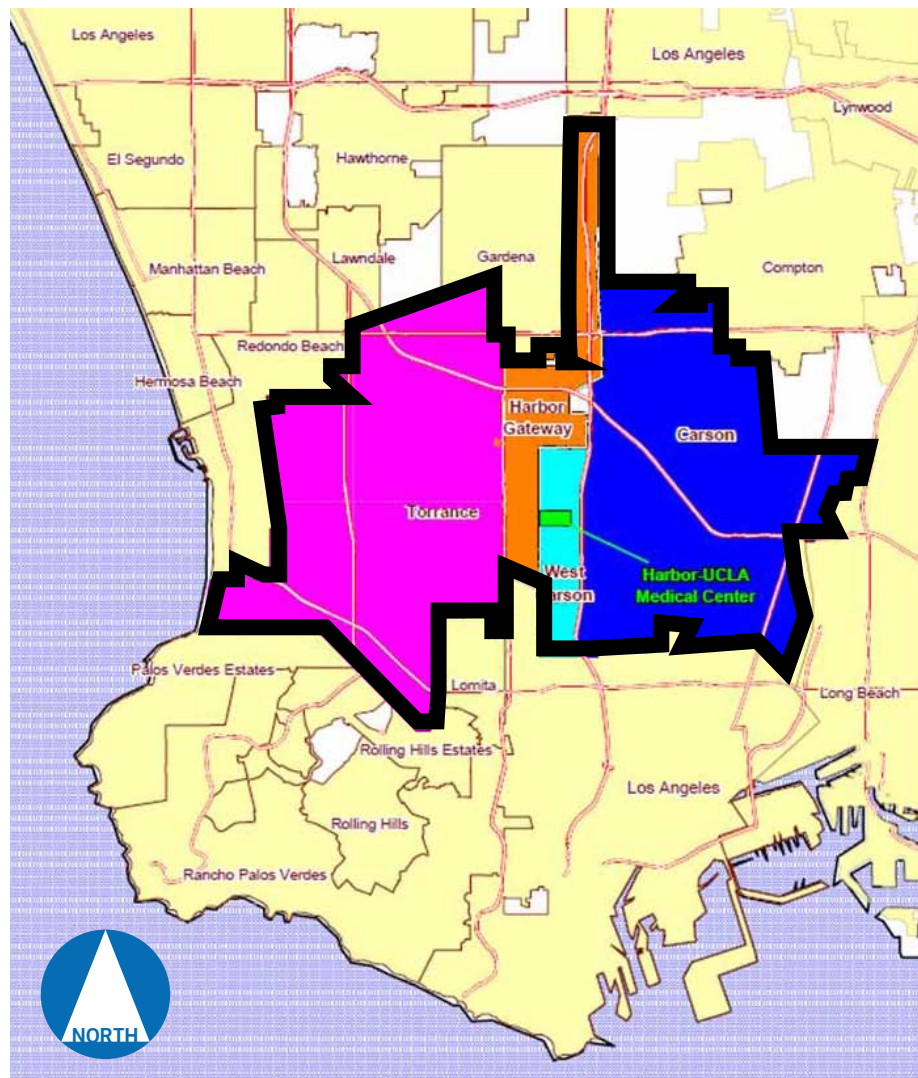 Los Angeles
Los Angeles
Lynwood
El Segundo
Hawthorne
Manhattan Beach
Lawndale
Gardena
Compton
Redondo Beach
Hermosa Beach
Harbor
Gateway
Carson
Torrance
West
arson
Harbor-UCLA
Medical Center
Palos Verdes Estates
Lomita
Long Beach
Rolling Hills Estates
Los Angeles
Rolling Hills
Rancho Palos Verdes
NORTH